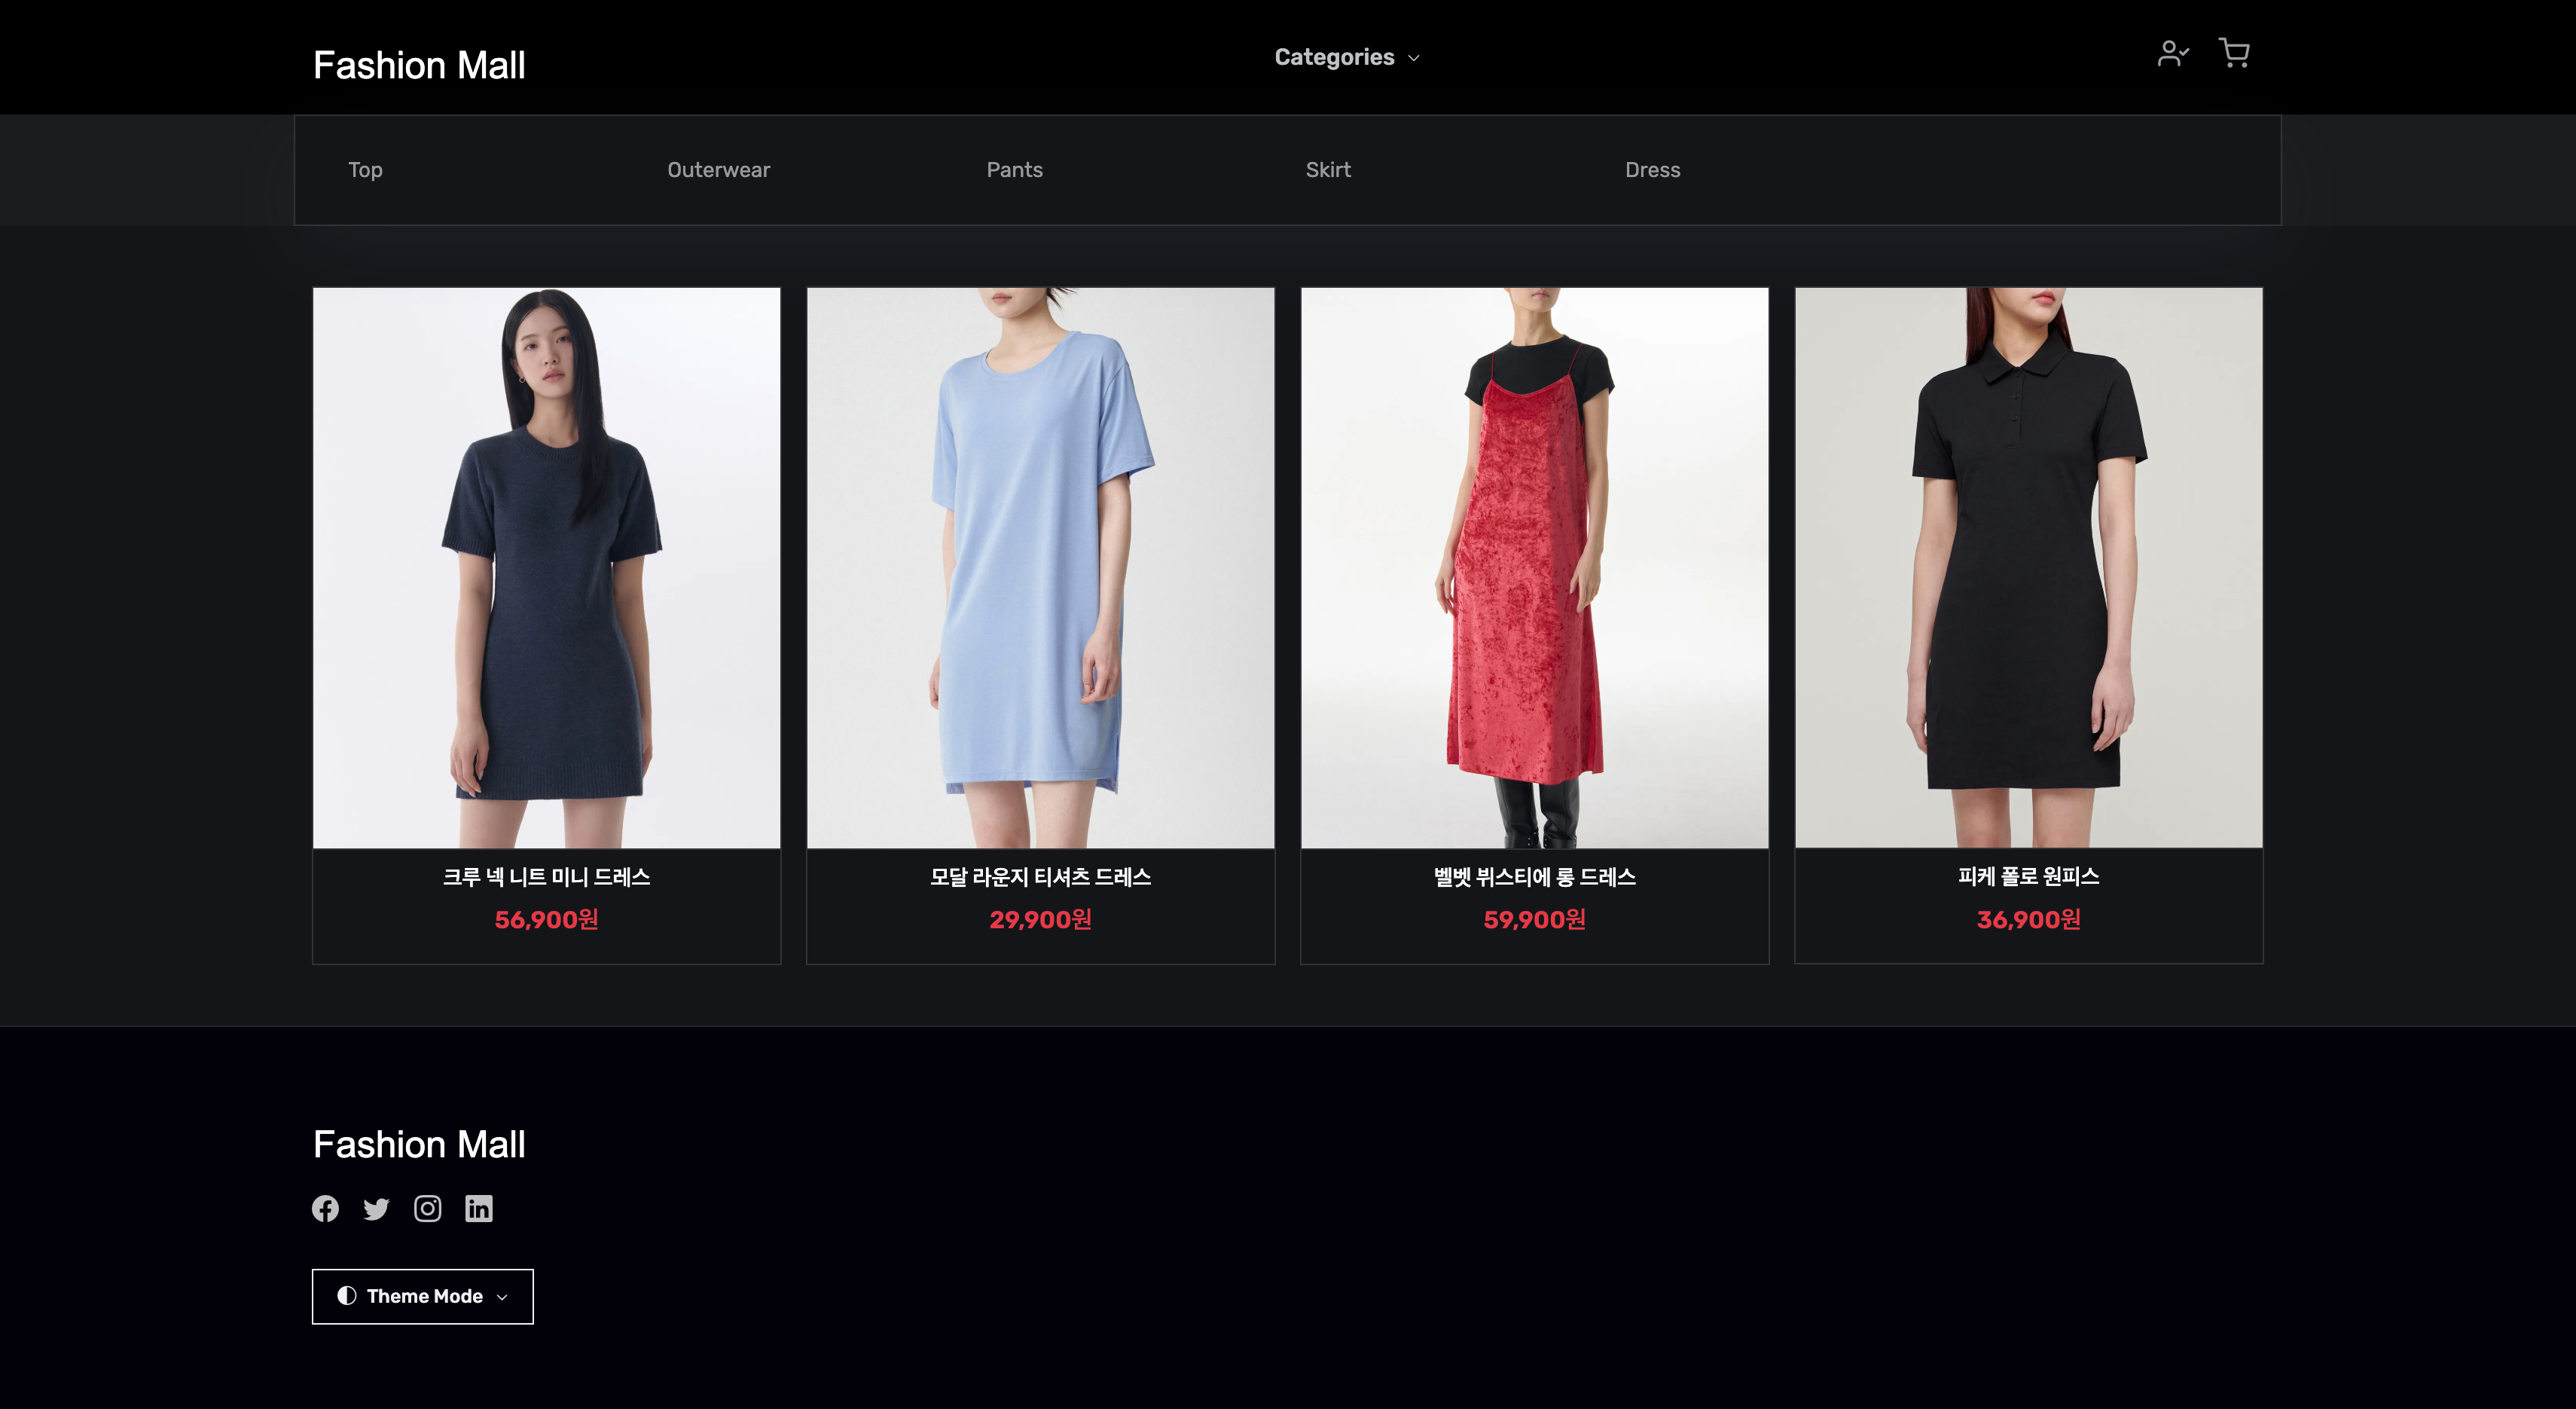 Fashion Mall
Categories
Top
Outerwear
Pants
Skirt
Dress
크루 넥 니트 미니 드레스
56,900원
모달 라운지 티셔츠 드레스
29,900원
벨벳 뷔스티에 롱 드레스
59,900원
피케 폴로 원피스
36,900원
Fashion Mall
Theme Mode